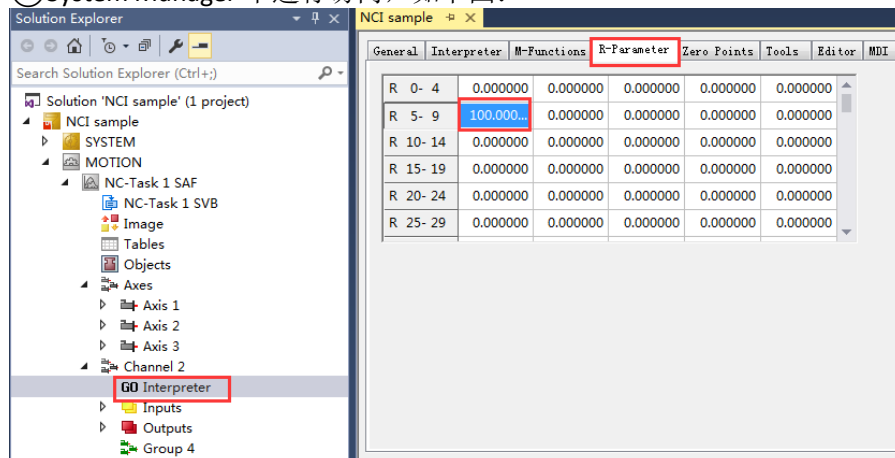 Solution Explorer
Search Solution Explorer (Ctrl+;)
Solution 'NCI sample' (1 project)
NCI sample
SYSTEM
MOTION
NC-Task 1 SAF
NC-Task 1 SVB
Image
Tables
Objects
Axes
Axis 1
Axis 2
Axis 3
Channel 2
GO Interpreter
Inputs
Outputs
Group 4
NCI sample
General Interpreter M-Functions R-Parameter Zero Points Tools Editor MDI
R 0- 4 0.000000 0.000000 0.000000 0.000000 0.000000
R 5- 9 100.000... 0.000000 0.000000 0.000000 0.000000
R 10- 14 0.000000 0.000000 0.000000 0.000000 0.000000
R 15- 19 0.000000 0.000000 0.000000 0.000000 0.000000
R 20- 24 0.000000 0.000000 0.000000 0.000000 0.000000
R 25- 29 0.000000 0.000000 0.000000 0.000000 0.000000